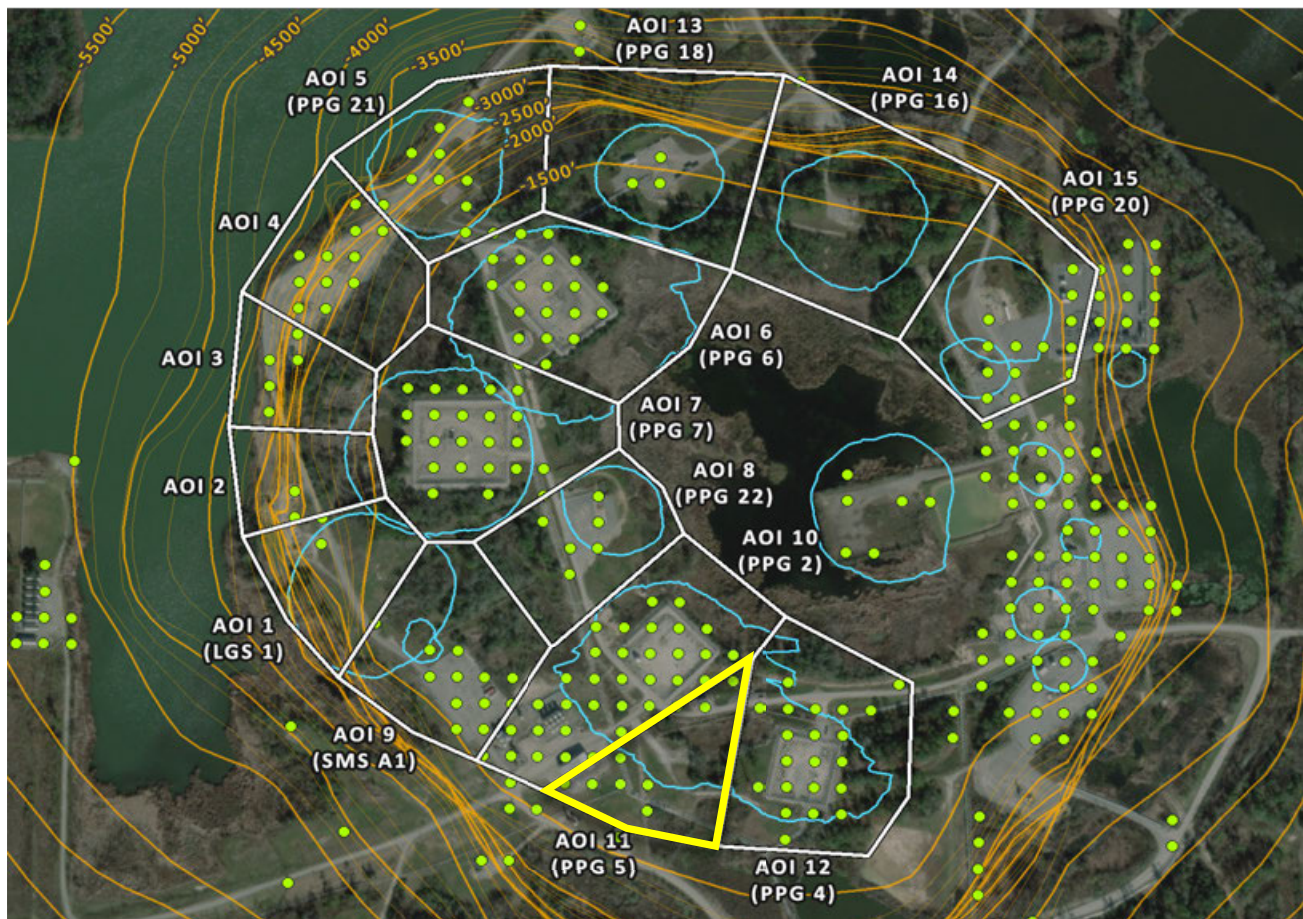 -5500'
-5000'
-4500'
-4000'
-3500'
-3000'
-2500'
-2000'
-1500'
AOI 13
(PPG 18)
AOI 5
(PPG 21)
AOI 14
(PPG 16)
AOI 15
(PPG 20)
AOI 4
AOI 3
AOI 6
(PPG 6)
AOI 7
(PPG 7)
AOI 2
AOI 8
(PPG 22)
AOI 10
(PPG 2)
AOI 1
(LGS 1)
AOI 9
(SMS A1)
AOI 11
(PPG 5)
AOI 12
(PPG 4)